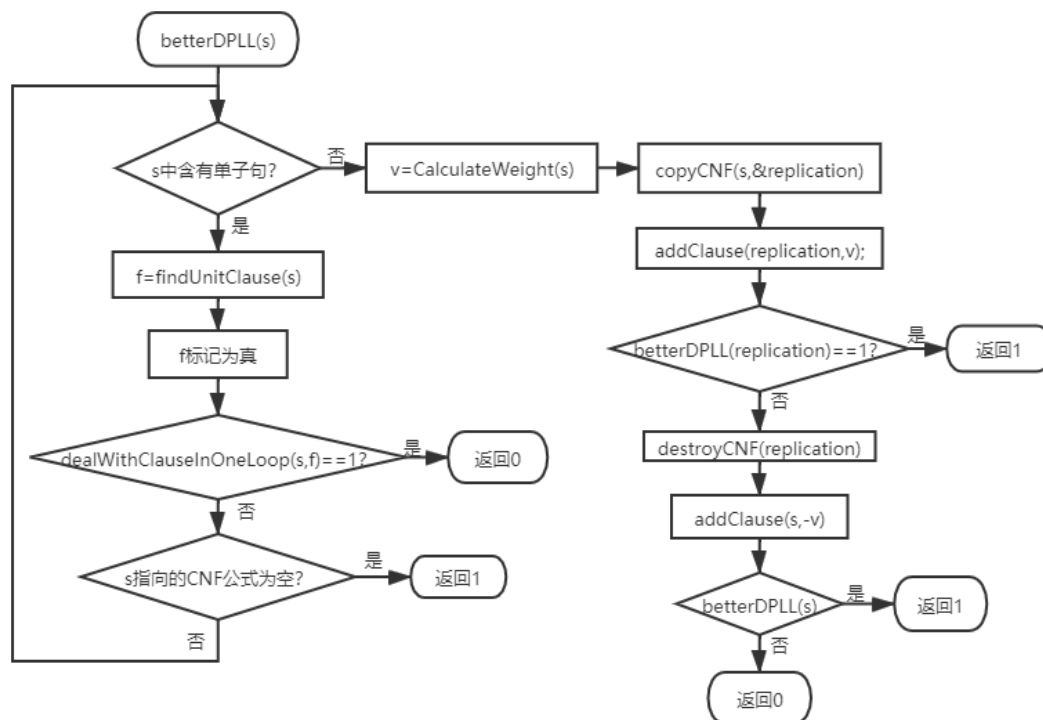 betterDPLL(s)
s中含有单子句?
否
v=CalculateWeight(s)
copyCNF(s,&replication)
是
addClause(replication,v);
f=findUnitClause(s)
f标记为真
betterDPLL(replication)==1?
是
返回1
否
dealWithClauseInOneLoop(s,f)==1?
是
返回0
destroyCNF(replication)
否
addClause(s,-v)
s指向的CNF公式为空?
是
返回1
betterDPLL(s)
是
返回1
否
否
返回0